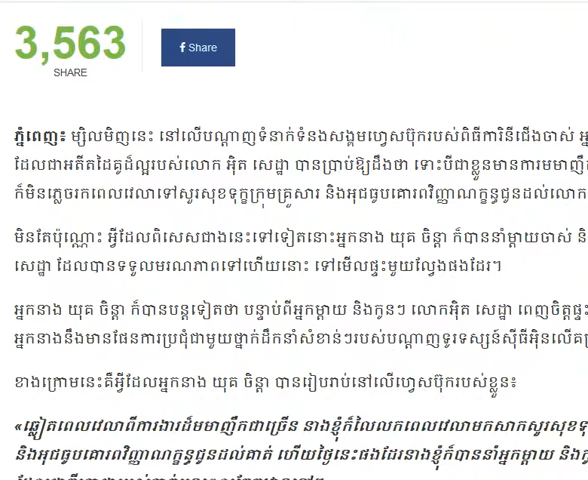 3,563
SHARE
Share
ភ្នំពេញ៖ ម្សិលមិញនេះ នៅលើបណ្តាញទំនាក់ទំនងសង្គមហ្វេសប៊ុករបស់ពិធីការិនីជើងចាស់
ដែលជាអតីតដៃគូដ៏ល្អរបស់លោក អ៊ិត សេដ្ឋា បានប្រាប់ឱ្យដឹងថា ទោះបីជាខ្លួនមានការមមាញឹក
ក៏មិនភ្លេចរកពេលវេលាទៅសួរសុខទុក្ខក្រុមគ្រួសារ និងអុជធូបគោរពវិញ្ញាណក្ខន្ធជូនដល់លោក
មិនតែប៉ុណ្ណោះ អ្វីដែលពិសេសជាងនេះទៅទៀតនោះអ្នកនាង យុគ ចិន្តា ក៏បាននាំម្តាយចាស់
សេដ្ឋា ដែលបានទទួលមរណភាពទៅហើយនោះ ទៅមើលផ្ទះមួយល្វែងផងដែរ។
អ្នកនាង យុគ ចិន្តា ក៏បានបន្តទៀតថា បន្ទាប់ពីអ្នកម្តាយ និងកូនៗ លោកអ៊ិត សេដ្ឋា ពេញចិត្តផ្ទះ
អ្នកនាងនឹងមានផែនការប្រជុំជាមួយថ្នាក់ដឹកនាំសំខាន់ៗរបស់បណ្តាញទូរទស្សន៍ស៊ីធីអ៊ិនលើ
ខាងក្រោមនេះគឺអ្វីដែលអ្នកនាង យុគ ចិន្តា បានរៀបរាប់នៅលើហ្វេសប៊ុករបស់ខ្លួន៖
«ឆ្លៀតពេលវេលាពីការងារដ៏មមាញឹកជាច្រើន នាងខ្ញុំក៏លៃលកពេលវេលាមកសាកសួរសុខទុ
និងអុជធូបគោរពវិញ្ញាណក្ខន្ធជូនដល់គាត់ ហើយថ្ងៃនេះផងដែរនាងខ្ញុំក៏បាននាំអ្នកម្តាយ